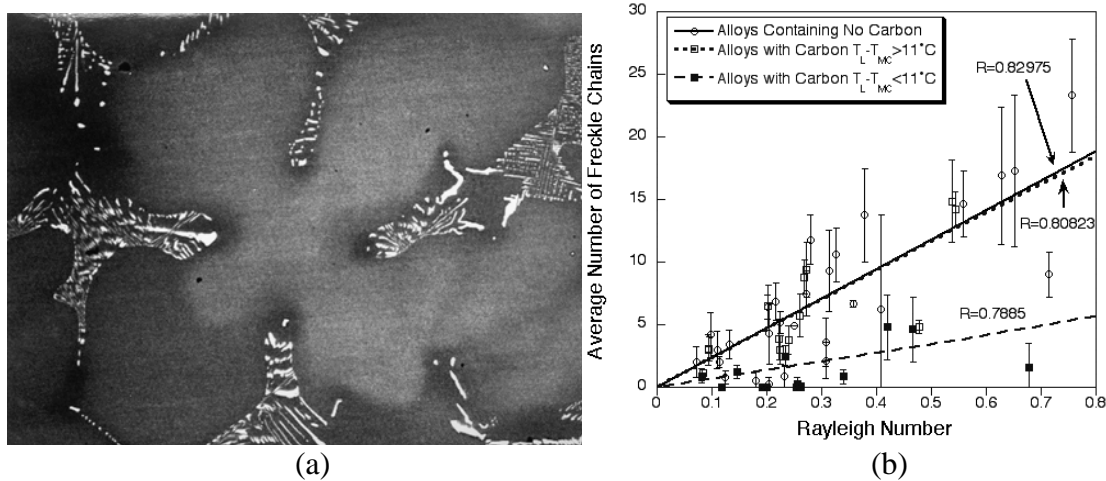 (a)
(b)
Average Number of Freckle Chains
30
25
20
15
10
5
0
Alloys Containing No Carbon
Alloys with Carbon T_L-T_MC>11°C
Alloys with Carbon T_L-T_MC<11°C
R=0.82975
R=0.80823
R=0.7885
0 0.1 0.2 0.3 0.4 0.5 0.6 0.7 0.8
Rayleigh Number